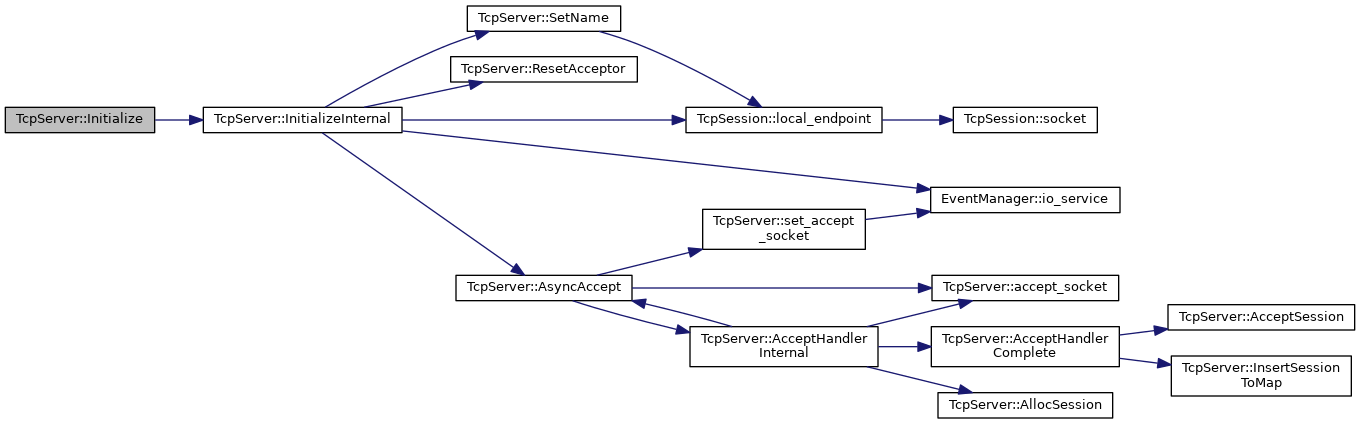 TcpServer::SetName
TcpServer::ResetAcceptor
TcpServer::Initialize
TcpServer::InitializeInternal
TcpSession::local_endpoint
TcpSession::socket
EventManager::io_service
TcpServer::set_accept
_socket
TcpServer::AsyncAccept
TcpServer::accept_socket
TcpServer::AcceptSession
TcpServer::AcceptHandler
Internal
TcpServer::AcceptHandler
Complete
TcpServer::InsertSession
ToMap
TcpServer::AllocSession